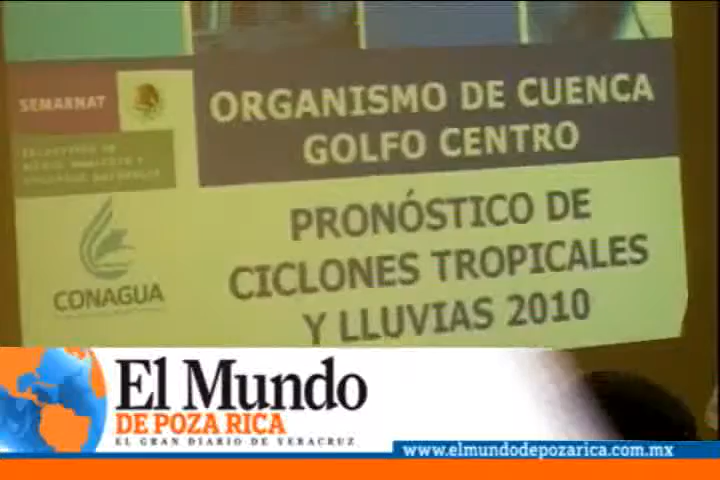 SEMARNAT
ORGANISMO DE CUENCA
GOLFO CENTRO
CONAGUA
PRONÓSTICO DE
CICLONES TROPICALES
Y LLUVIAS 2010
El Mundo
DE POZA RICA
EL GRAN DIARIO DE VERACRUZ
www.elmundodepozarica.com.mx